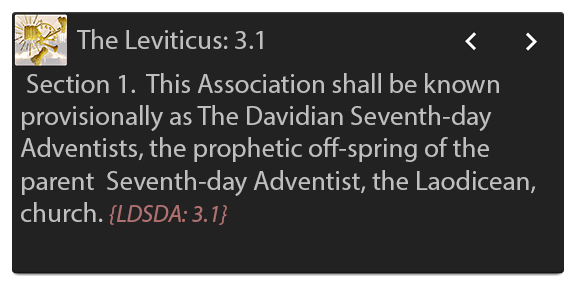 The Leviticus: 3.1
Section 1. This Association shall be known
provisionally as The Davidian Seventh-day
Adventists, the prophetic off-spring of the
parent Seventh-day Adventist, the Laodicean,
church. {LDSDA: 3.1}